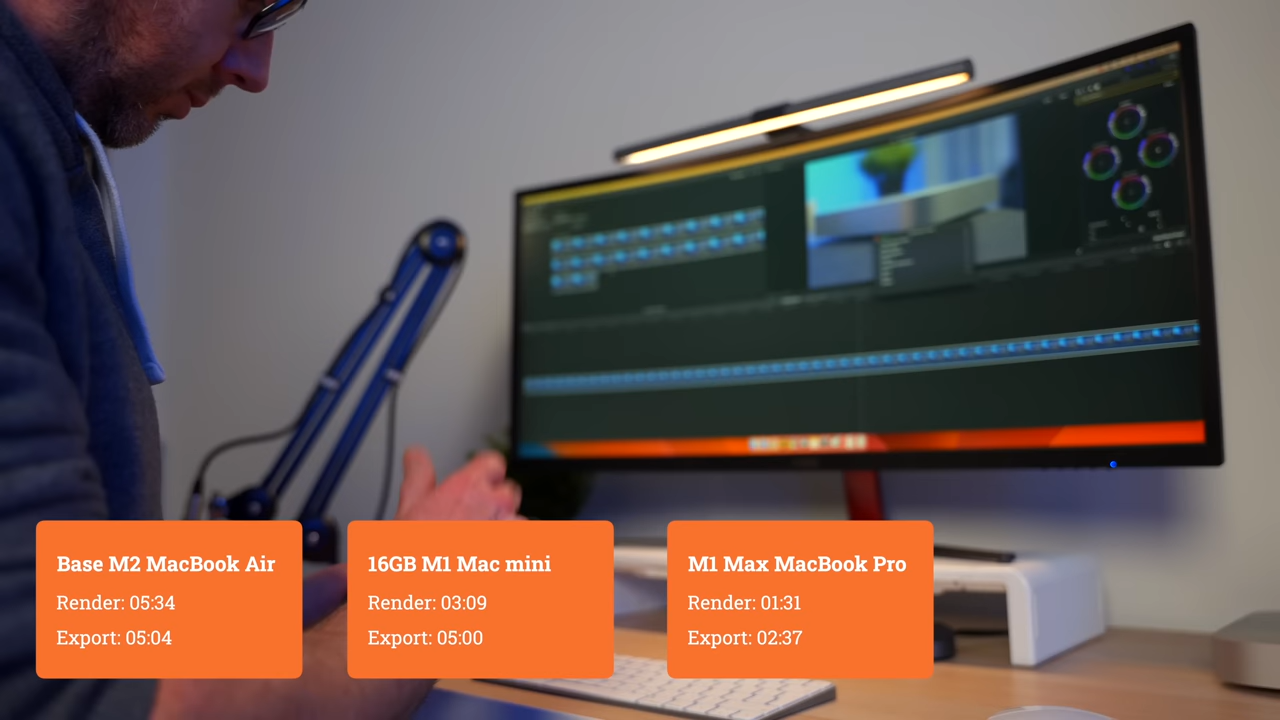 Base M2 MacBook Air
Render: 05:34
Export: 05:04
16GB M1 Mac mini
Render: 03:09
Export: 05:00
M1 Max MacBook Pro
Render: 01:31
Export: 02:37